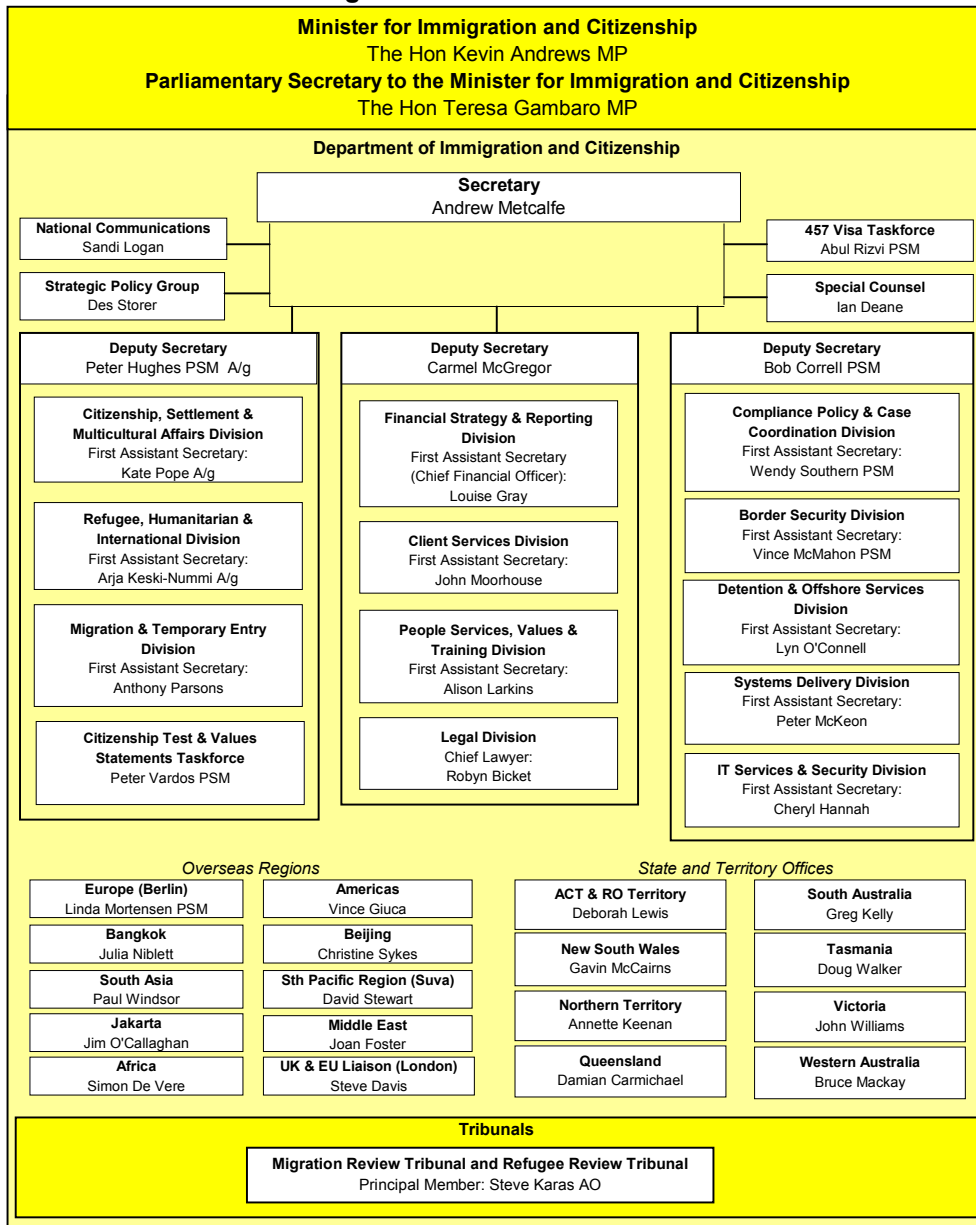 Minister for Immigration and Citizenship
The Hon Kevin Andrews MP
Parliamentary Secretary to the Minister for Immigration and Citizenship
The Hon Teresa Gambaro MP
Department of Immigration and Citizenship
Secretary
Andrew Metcalfe
National Communications
Sandi Logan
457 Visa Taskforce
Abul Rizvi PSM
Strategic Policy Group
Des Storer
Special Counsel
Ian Deane
Deputy Secretary
Peter Hughes PSM A/g
Citizenship, Settlement &
Multicultural Affairs Division
First Assistant Secretary:
Kate Pope A/g
Refugee, Humanitarian &
International Division
First Assistant Secretary:
Arja Keski-Nummi A/g
Migration & Temporary Entry
Division
First Assistant Secretary:
Anthony Parsons
Citizenship Test & Values
Statements Taskforce
Peter Vardos PSM
Deputy Secretary
Carmel McGregor
Financial Strategy & Reporting
Division
First Assistant Secretary
(Chief Financial Officer):
Louise Gray
Client Services Division
First Assistant Secretary:
John Moorhouse
People Services, Values &
Training Division
First Assistant Secretary:
Alison Larkins
Legal Division
Chief Lawyer:
Robyn Bicket
Deputy Secretary
Bob Correll PSM
Compliance Policy & Case
Coordination Division
First Assistant Secretary:
Wendy Southern PSM
Border Security Division
First Assistant Secretary:
Vince McMahon PSM
Detention & Offshore Services
Division
First Assistant Secretary:
Lyn O'Connell
Systems Delivery Division
First Assistant Secretary:
Peter McKeon
IT Services & Security Division
First Assistant Secretary:
Cheryl Hannah
Overseas Regions
Europe (Berlin)
Linda Mortensen PSM
Americas
Vince Giuca
Bangkok
Julia Niblett
Beijing
Christine Sykes
South Asia
Paul Windsor
Sth Pacific Region (Suva)
David Stewart
Jakarta
Jim O'Callaghan
Middle East
Joan Foster
Africa
Simon De Vere
UK & EU Liaison (London)
Steve Davis
State and Territory Offices
ACT & RO Territory
Deborah Lewis
South Australia
Greg Kelly
New South Wales
Gavin McCairns
Tasmania
Doug Walker
Northern Territory
Annette Keenan
Victoria
John Williams
Queensland
Damian Carmichael
Western Australia
Bruce Mackay
Tribunals
Migration Review Tribunal and Refugee Review Tribunal
Principal Member: Steve Karas AO